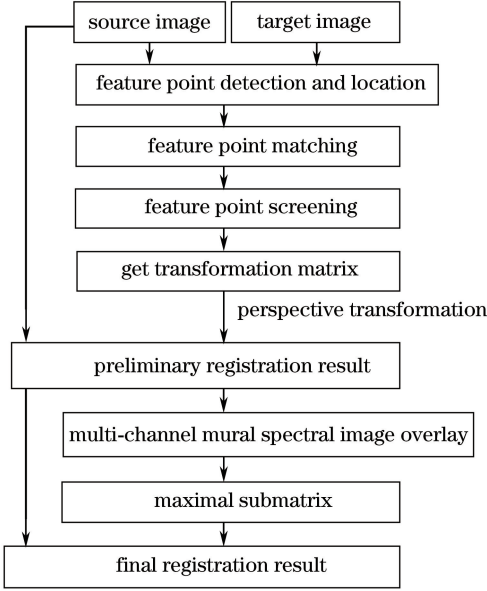 source image
target image
feature point detection and location
feature point matching
feature point screening
get transformation matrix
perspective transformation
preliminary registration result
multi-channel mural spectral image overlay
maximal submatrix
final registration result